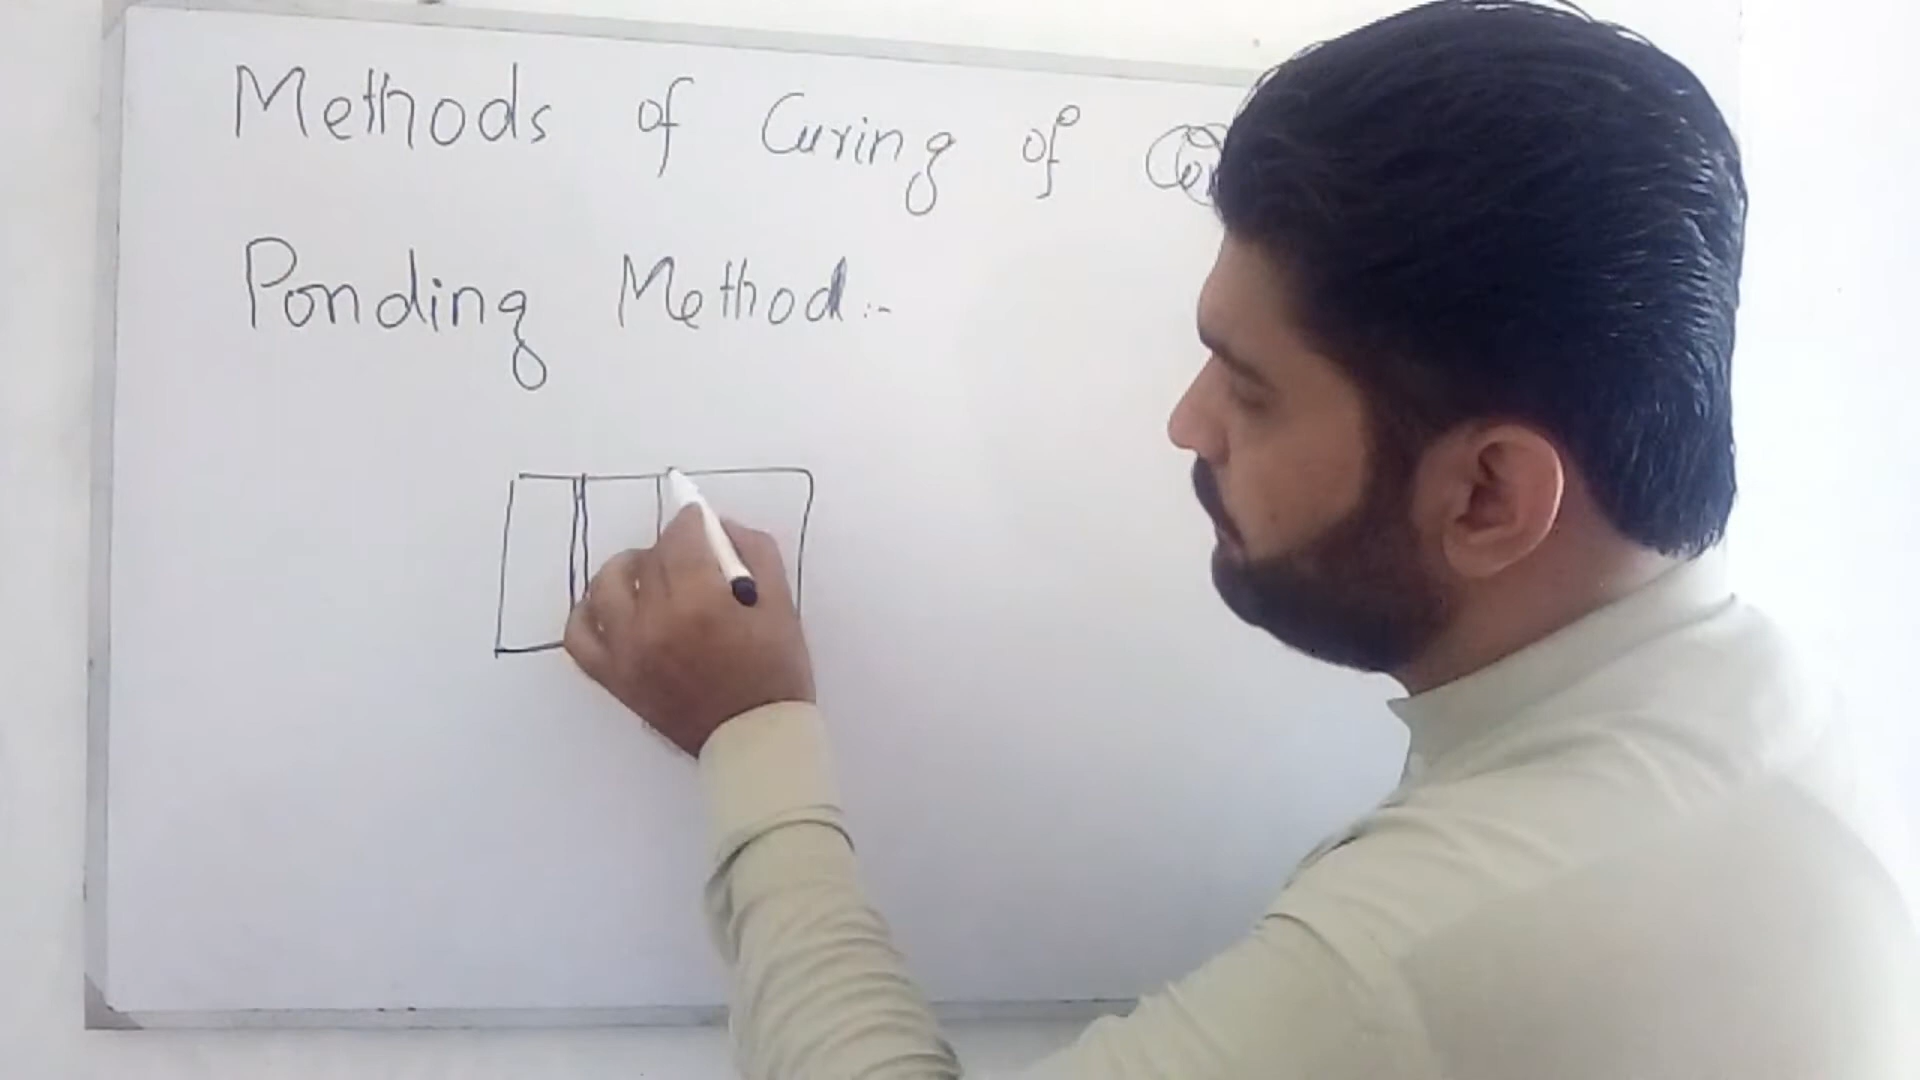 Methods of Curing of
Ponding Method:-